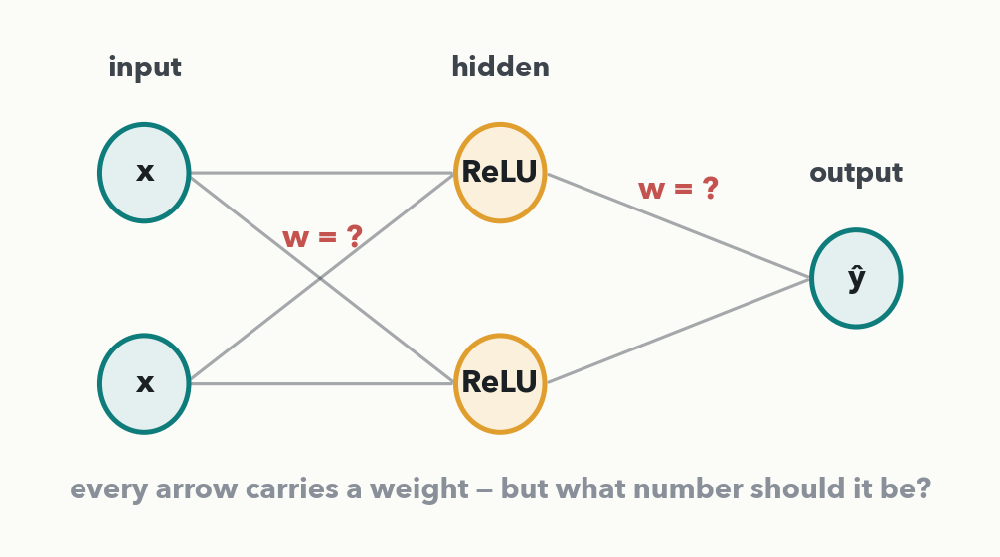 input
hidden
x
ReLU
w = ?
output
w = ?
ŷ
x
ReLU
every arrow carries a weight – but what number should it be?